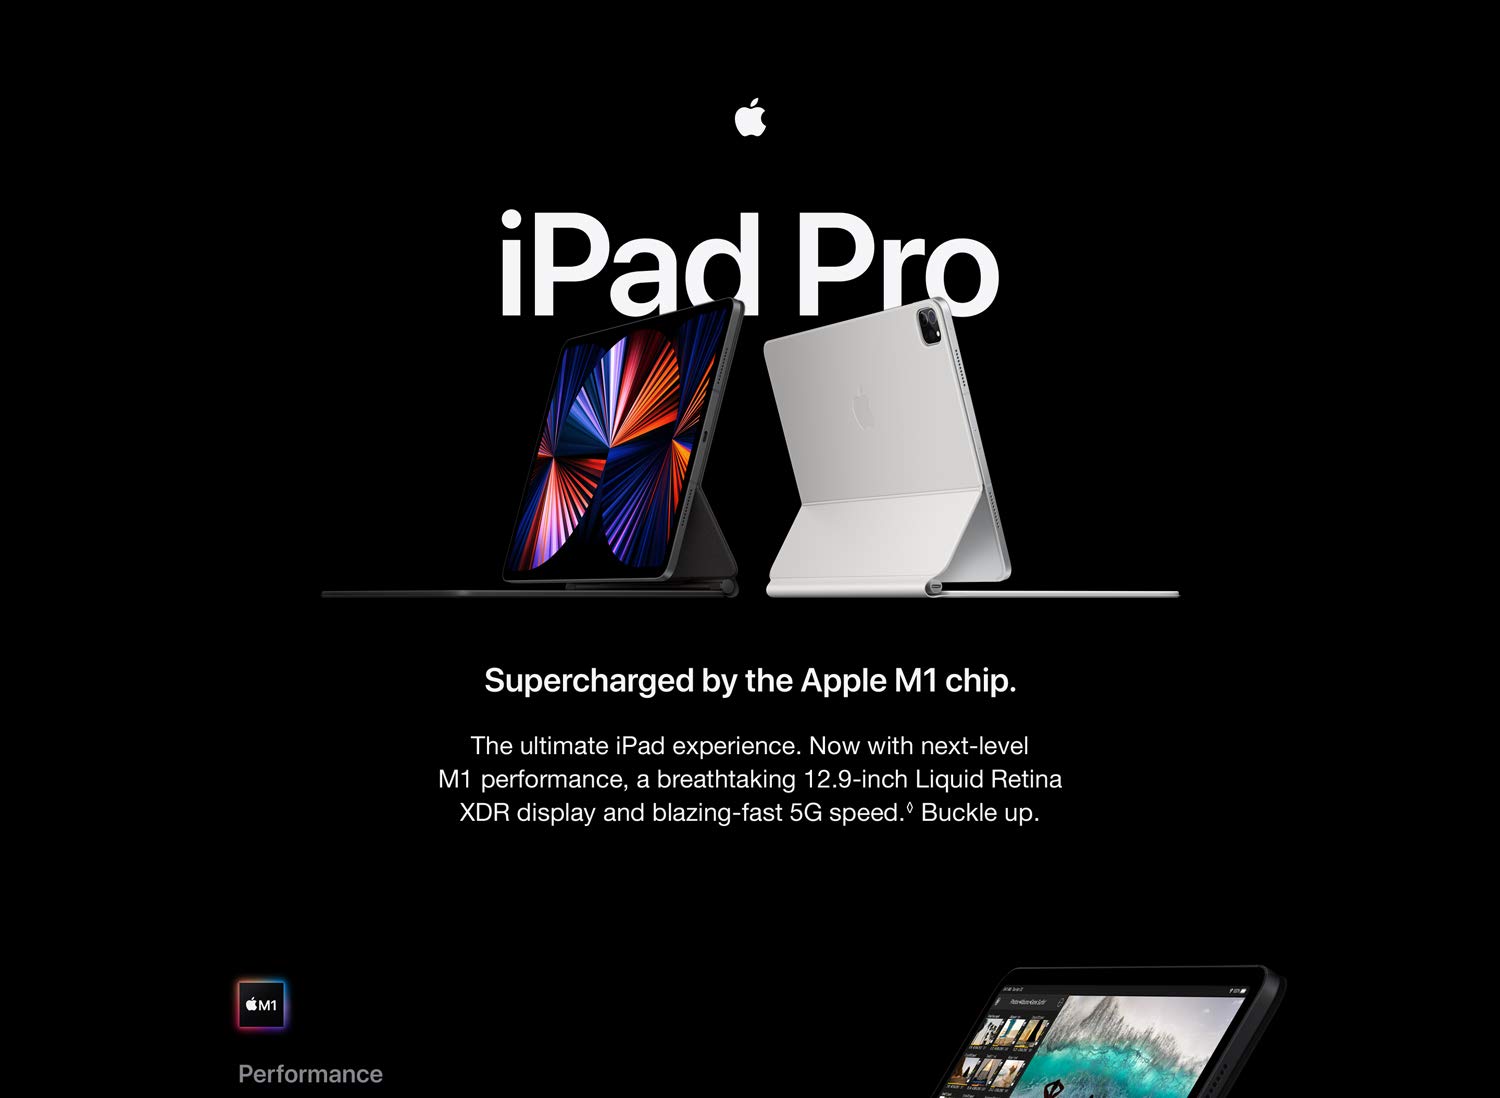 iPad Pro
Supercharged by the Apple M1 chip.
The ultimate iPad experience. Now with next-level
M1 performance, a breathtaking 12.9-inch Liquid Retina
XDR display and blazing-fast 5G speed.◊ Buckle up.
M1
Performance